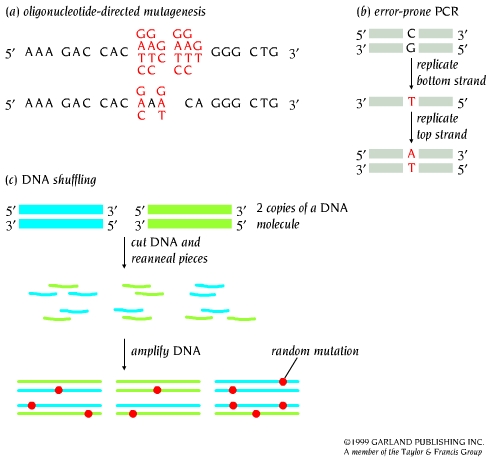 (a) oligonucleotide-directed mutagenesis
GG GG
AAG AAG
5′ AAA GAC CAC TTC TTT GGG CTG 3′
CC CC
G G
5′ AAA GAC CAC AAA CA GGG CTG 3′
C T
(b) error-prone PCR
5′ C 3′
3′ G 5′
replicate
bottom strand
3′ T 5′
replicate
top strand
5′ A 3′
3′ T 5′
(c) DNA shuffling
5′ 3′ 5′ 3′
3′ 5′ 3′ 5′
2 copies of a DNA
molecule
cut DNA and
reanneal pieces
amplify DNA
random mutation
©1999 GARLAND PUBLISHING INC.
A member of the Taylor & Francis Group